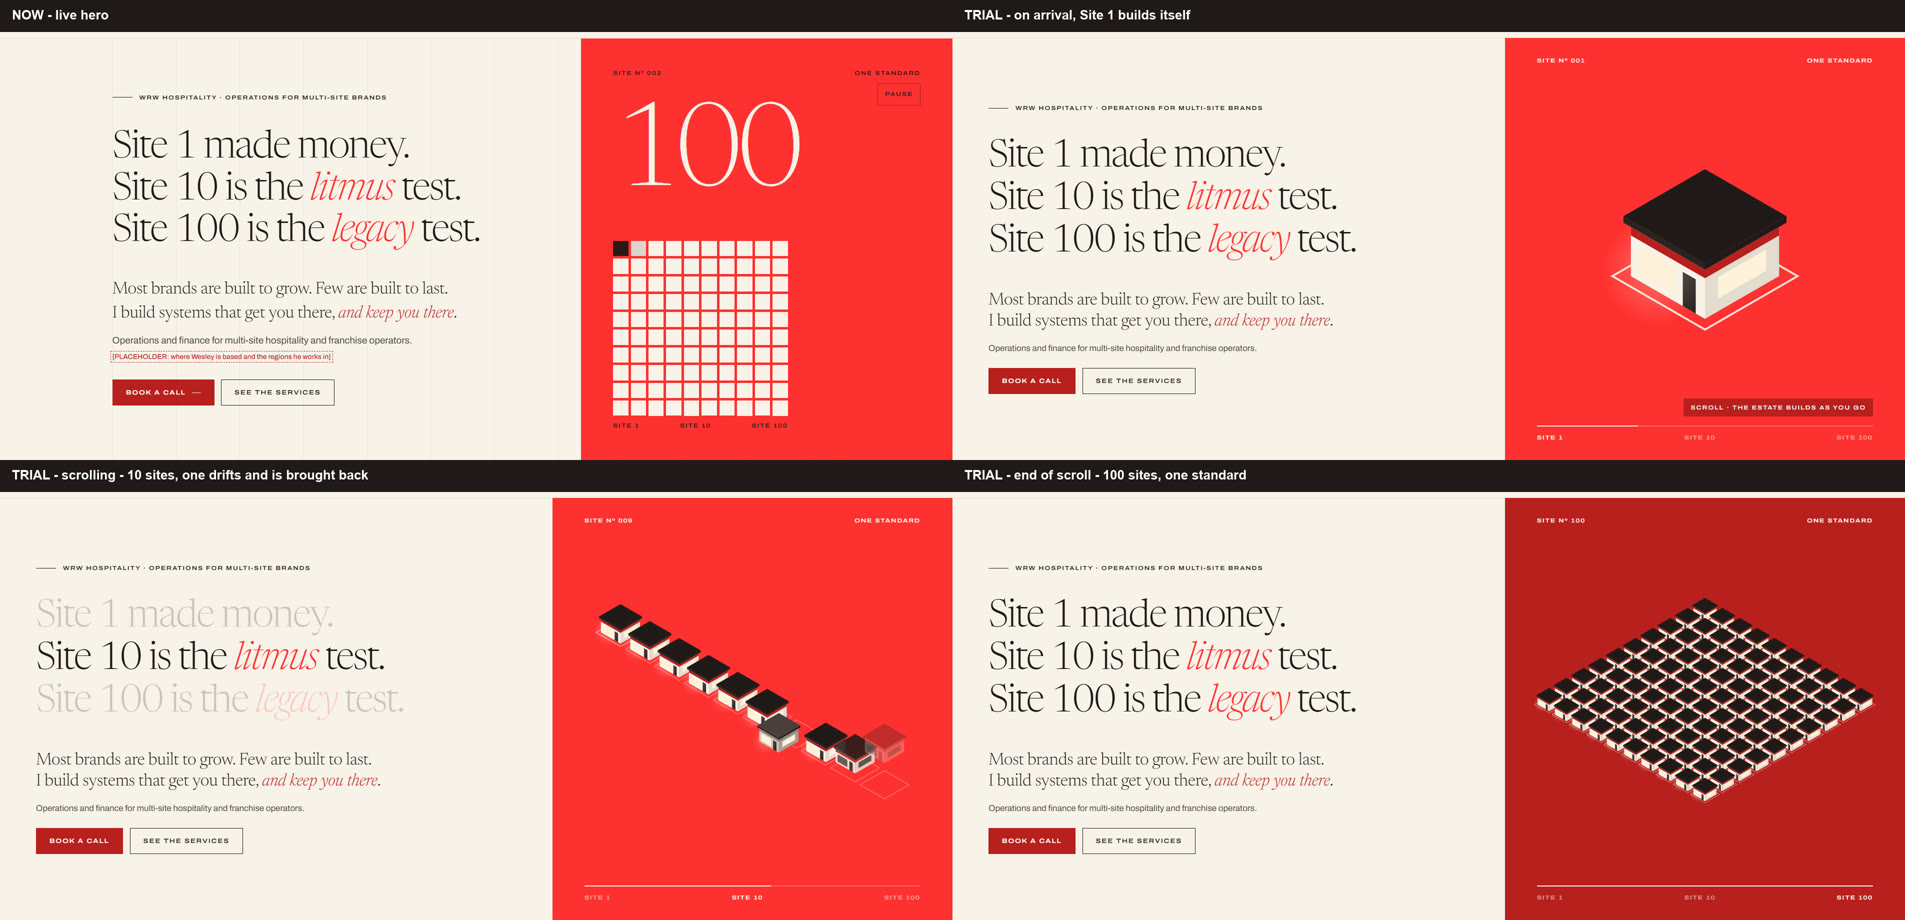 NOW - live hero
WRW HOSPITALITY · OPERATIONS FOR MULTI-SITE BRANDS
Site 1 made money.
Site 10 is the litmus test.
Site 100 is the legacy test.
Most brands are built to grow. Few are built to last.
I build systems that get you there, and keep you there.
Operations and finance for multi-site hospitality and franchise operators.
[PLACEHOLDER: where Wesley is based and the regions he works in]
BOOK A CALL —
SEE THE SERVICES
SITE Nº 002
ONE STANDARD
PAUSE
100
SITE 1
SITE 10
SITE 100
TRIAL - on arrival, Site 1 builds itself
WRW HOSPITALITY · OPERATIONS FOR MULTI-SITE BRANDS
Site 1 made money.
Site 10 is the litmus test.
Site 100 is the legacy test.
Most brands are built to grow. Few are built to last.
I build systems that get you there, and keep you there.
Operations and finance for multi-site hospitality and franchise operators.
BOOK A CALL
SEE THE SERVICES
SITE Nº 001
ONE STANDARD
SCROLL · THE ESTATE BUILDS AS YOU GO
SITE 1
SITE 10
SITE 100
TRIAL - scrolling - 10 sites, one drifts and is brought back
WRW HOSPITALITY · OPERATIONS FOR MULTI-SITE BRANDS
Site 1 made money.
Site 10 is the litmus test.
Site 100 is the legacy test.
Most brands are built to grow. Few are built to last.
I build systems that get you there, and keep you there.
Operations and finance for multi-site hospitality and franchise operators.
BOOK A CALL
SEE THE SERVICES
SITE Nº 009
ONE STANDARD
SITE 1
SITE 10
SITE 100
TRIAL - end of scroll - 100 sites, one standard
WRW HOSPITALITY · OPERATIONS FOR MULTI-SITE BRANDS
Site 1 made money.
Site 10 is the litmus test.
Site 100 is the legacy test.
Most brands are built to grow. Few are built to last.
I build systems that get you there, and keep you there.
Operations and finance for multi-site hospitality and franchise operators.
BOOK A CALL
SEE THE SERVICES
SITE Nº 100
ONE STANDARD
SITE 1
SITE 10
SITE 100